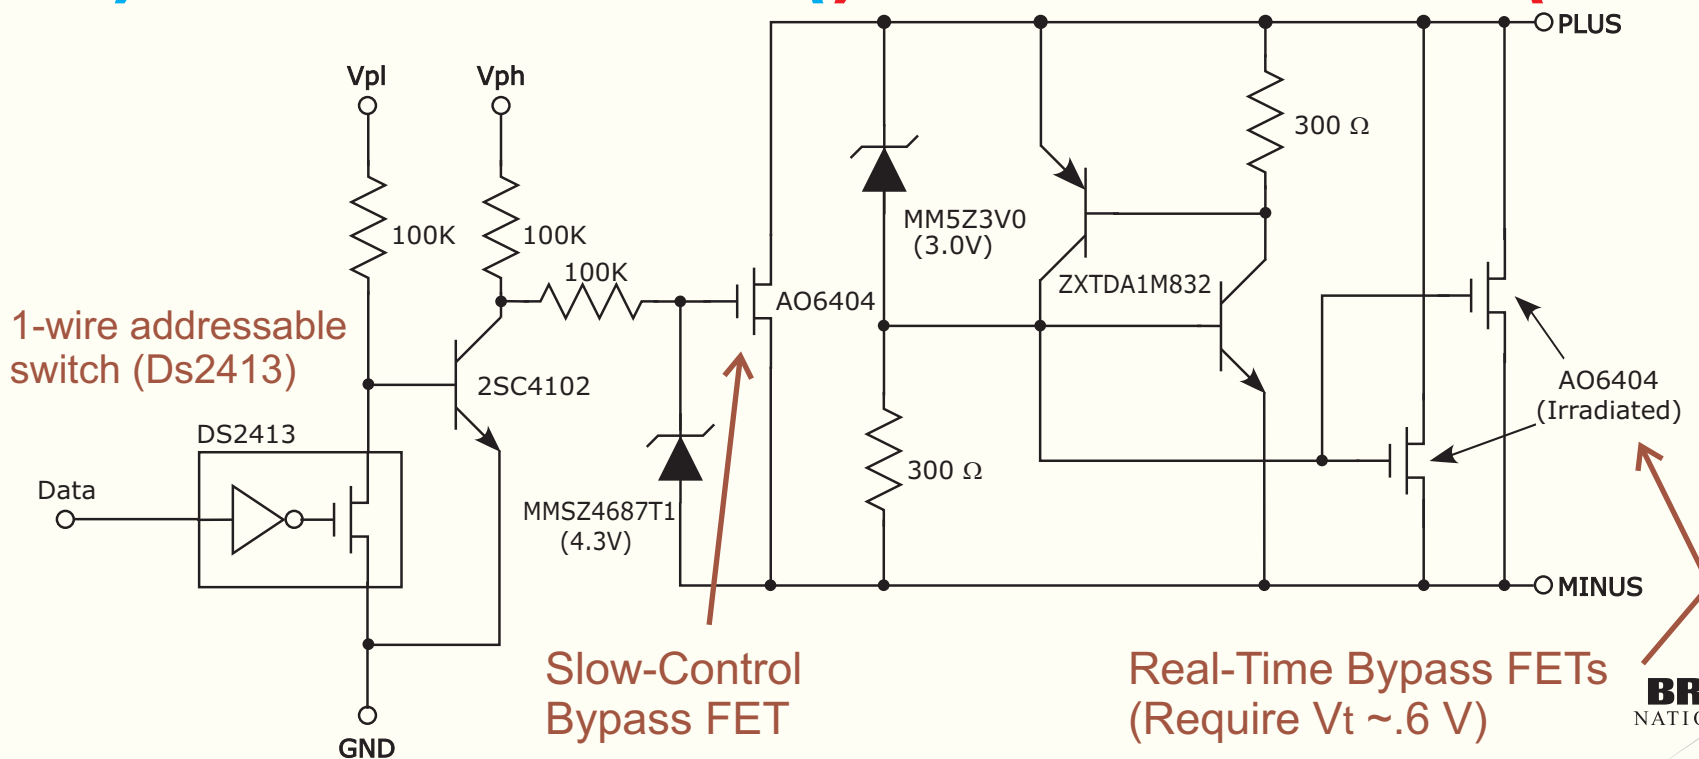 PLUS
Vpl
Vph
300 Ω
MM5Z3V0
(3.0V)
100K
100K
100K
ZXTDA1M832
AO6404
1-wire addressable
switch (Ds2413)
2SC4102
AO6404
(Irradiated)
DS2413
300 Ω
Data
MMSZ4687T1
(4.3V)
MINUS
Slow-Control
Bypass FET
Real-Time Bypass FETs
(Require Vt ~.6 V)
GND